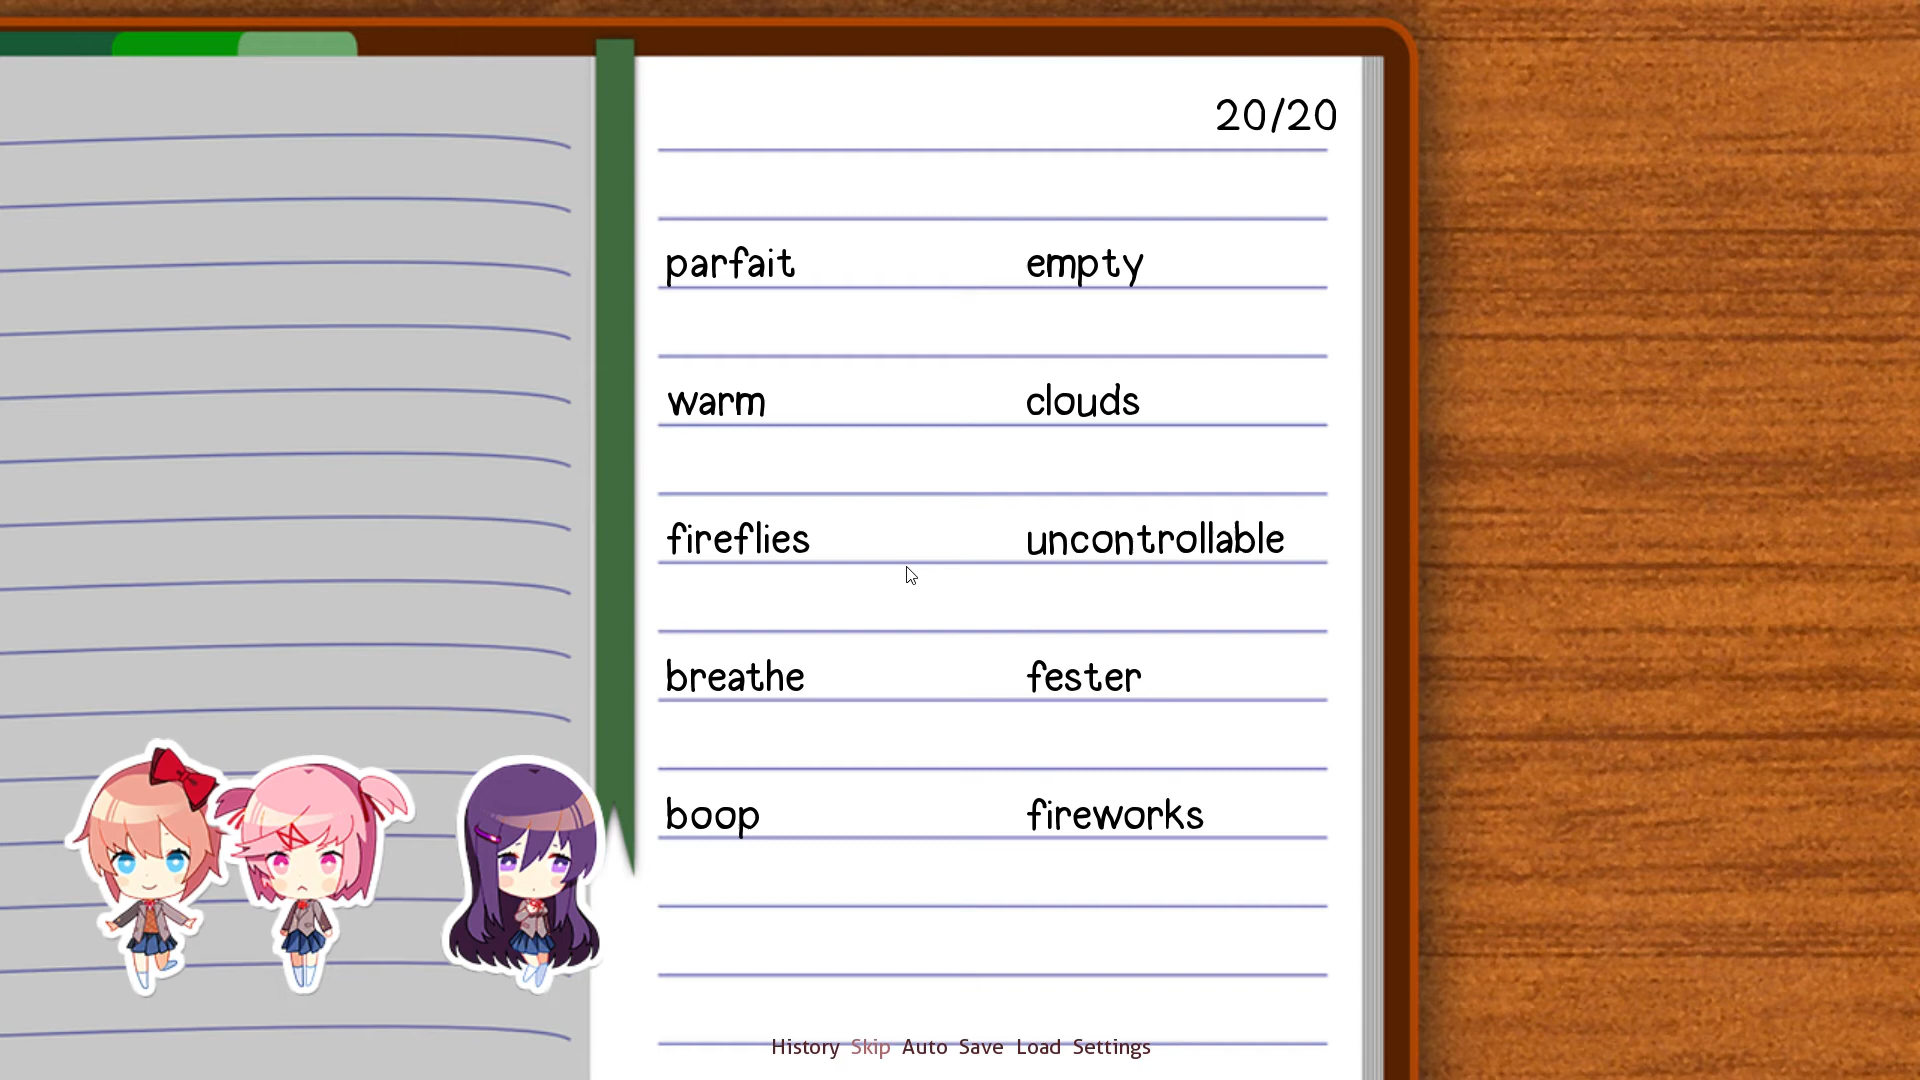 20/20
parfait empty
warm clouds
fireflies uncontrollable
breathe fester
boop fireworks
History Skip Auto Save Load Settings